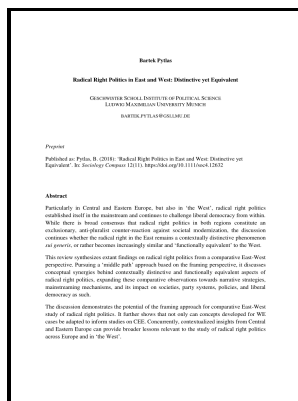 Bartek Pytlas
Radical Right Politics in East and West: Distinctive yet Equivalent
GESCHWISTER SCHOLL INSTITUTE OF POLITICAL SCIENCE
LUDWIG MAXIMILIAN UNIVERSITY MUNICH
BARTEK.PYTLAS@GSI.LMU.DE
Preprint
Published as: Pytlas, B. (2018): 'Radical Right Politics in East and West: Distinctive yet
Equivalent'. In: Sociology Compass 12(11). https://doi.org/10.1111/soc4.12632
Abstract
Particularly in Central and Eastern Europe, but also in 'the West', radical right politics
established itself in the mainstream and continues to challenge liberal democracy from within.
While there is broad consensus that radical right politics in both regions constitute an
exclusionary, anti-pluralist counter-reaction against societal modernization, the discussion
continues whether the radical right in the East remains a contextually distinctive phenomenon
sui generis, or rather becomes increasingly similar and 'functionally equivalent' to the West.
This review synthesizes extant findings on radical right politics from a comparative East-West
perspective. Pursuing a 'middle path' approach based on the framing perspective, it discusses
conceptual synergies behind contextually distinctive and functionally equivalent aspects of
radical right politics, expanding these comparative observations towards narrative strategies,
mainstreaming mechanisms, and its impact on societies, party systems, policies, and liberal
democracy as such.
The discussion demonstrates the potential of the framing approach for comparative East-West
study of radical right politics. It further shows that not only can concepts developed for WE
cases be adapted to inform studies on CEE. Concurrently, contextualized insights from Central
and Eastern Europe can provide broader lessons relevant to the study of radical right politics
across Europe and in 'the West'.